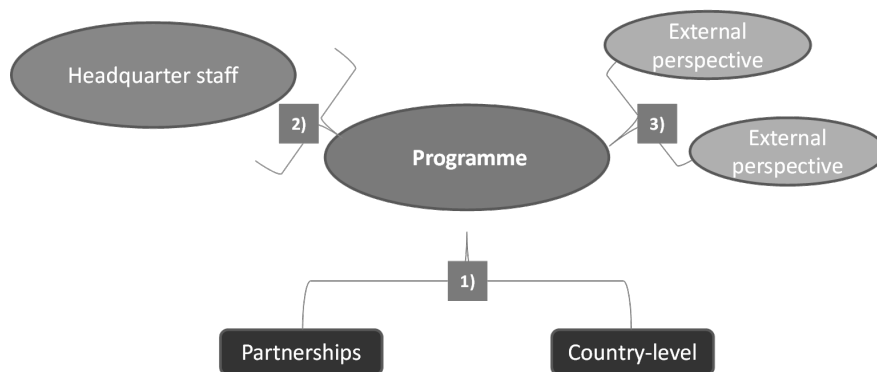 Headquarter staff
External
perspective
2)
3)
Programme
External
perspective
1)
Partnerships
Country-level